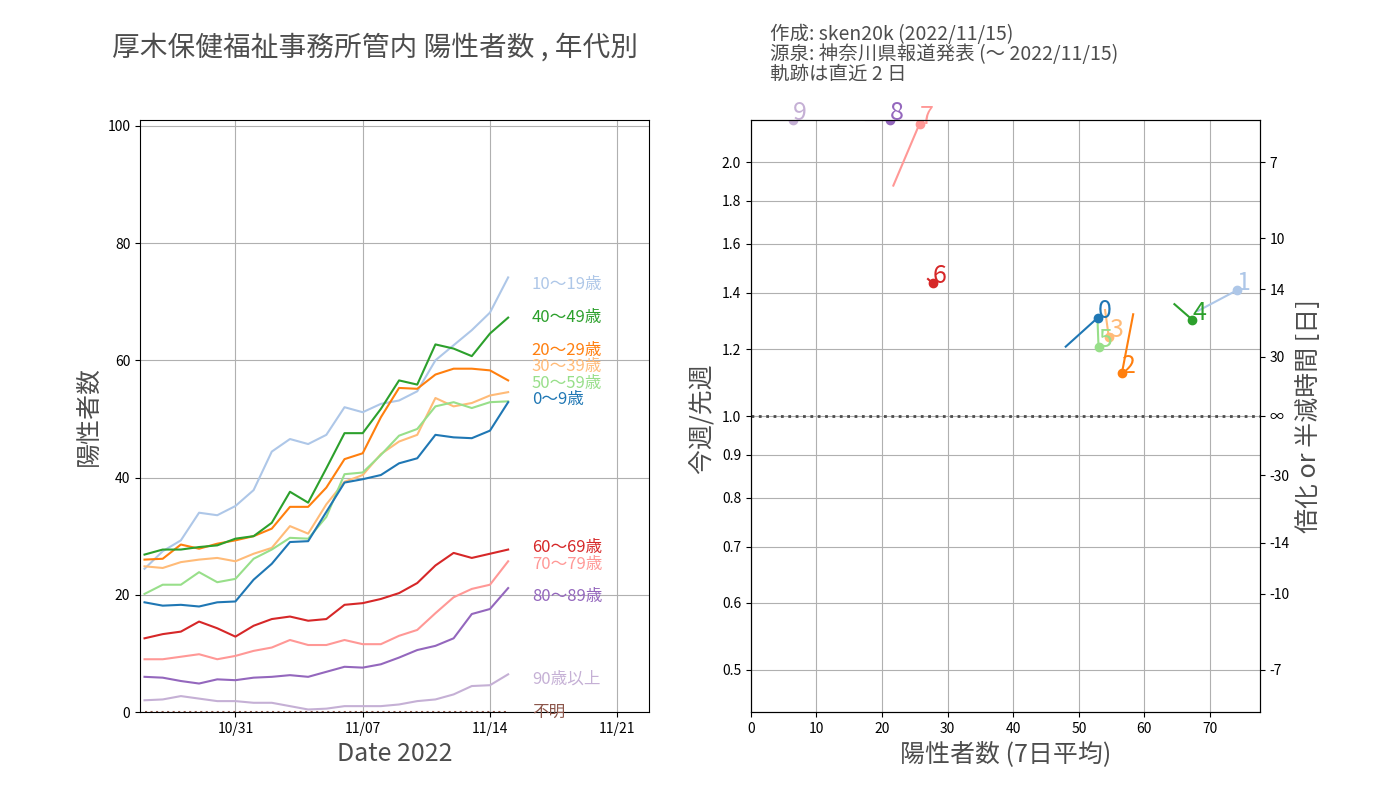 厚木保健福祉事務所管内 陽性者数 , 年代別
作成: sken20k (2022/11/15)
源泉: 神奈川県報道発表 (〜 2022/11/15)
軌跡は直近 2 日
陽性者数
100
80
60
40
20
0
10/31
11/07
11/14
11/21
Date 2022
10〜19歳
40〜49歳
20〜29歳
30〜39歳
50〜59歳
0〜9歳
60〜69歳
70〜79歳
80〜89歳
90歳以上
不明
今週/先週
2.0
1.8
1.6
1.4
1.2
1.0
0.9
0.8
0.7
0.6
0.5
9
8
7
6
0
1
4
3
5
2
0
10
20
30
40
50
60
70
陽性者数 (7日平均)
7
10
14
30
∞
-30
-14
-10
-7
倍化 or 半減時間 [日]